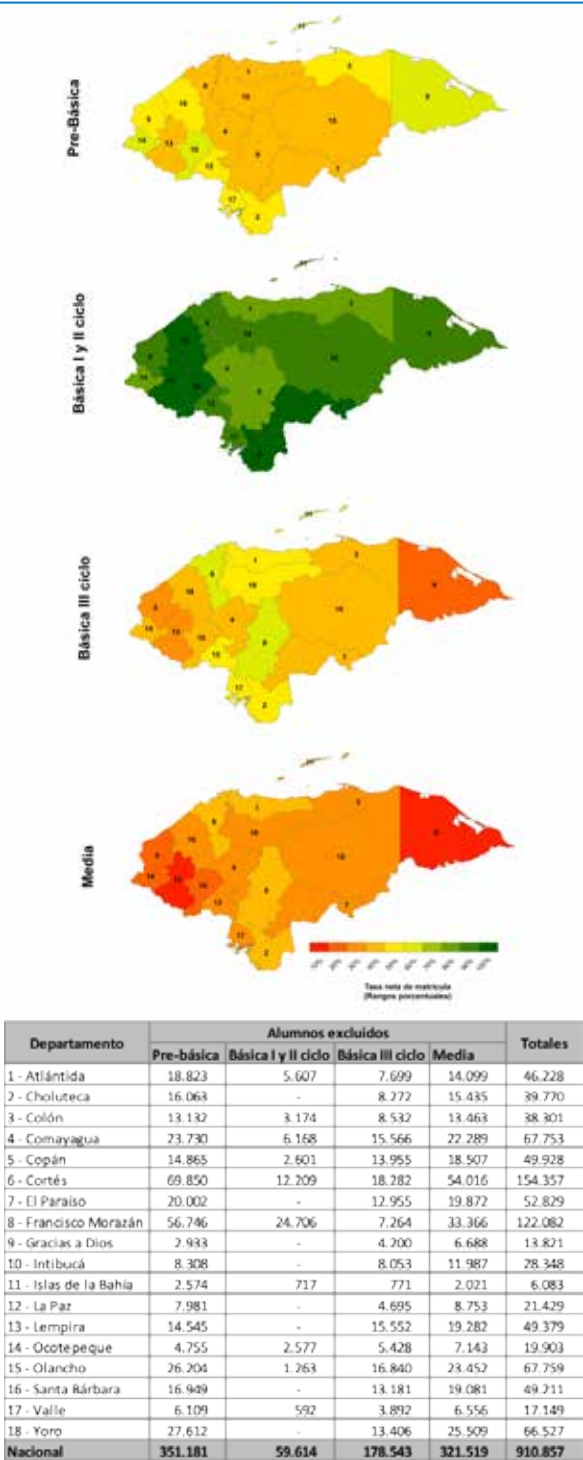 Pre-Básica
Básica I y II ciclo
Básica III ciclo
Media
10% 20% 30% 40% 50% 60% 70% 80% 90% 100%
Tasa neta de matrícula
(Rangos porcentuales)
Departamento Alumnos excluidos Totales
Pre-básica Básica I y II ciclo Básica III ciclo Media
1 - Atlántida 18.823 5.607 7.699 14.099 46.228
2 - Choluteca 16.063 - 8.272 15.435 39.770
3 - Colón 13.132 3.174 8.532 13.463 38.301
4 - Comayagua 23.730 6.168 15.566 22.289 67.753
5 - Copán 14.865 2.601 13.955 18.507 49.928
6 - Cortés 69.850 12.209 18.282 54.016 154.357
7 - El Paraíso 20.002 - 12.955 19.872 52.829
8 - Francisco Morazán 56.746 24.706 7.264 33.366 122.082
9 - Gracias a Dios 2.933 - 4.200 6.688 13.821
10 - Intibucá 8.308 - 8.053 11.987 28.348
11 - Islas de la Bahía 2.574 717 771 2.021 6.083
12 - La Paz 7.981 - 4.695 8.753 21.429
13 - Lempira 14.545 - 15.552 19.282 49.379
14 - Ocotepeque 4.755 2.577 5.428 7.143 19.903
15 - Olancho 26.204 1.263 16.840 23.452 67.759
16 - Santa Bárbara 16.949 - 13.181 19.081 49.211
17 - Valle 6.109 592 3.892 6.556 17.149
18 - Yoro 27.612 - 13.406 25.509 66.527
Nacional 351.181 59.614 178.543 321.519 910.857